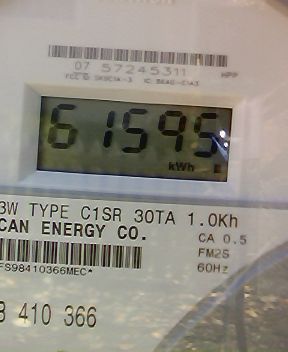 07 57245311 HPP
61595
kWh
3W TYPE C1SR 30TA 1.0Kh
CAN ENERGY CO. CA 0.5
FM2S
FS98410366MEC* 60Hz
410 366